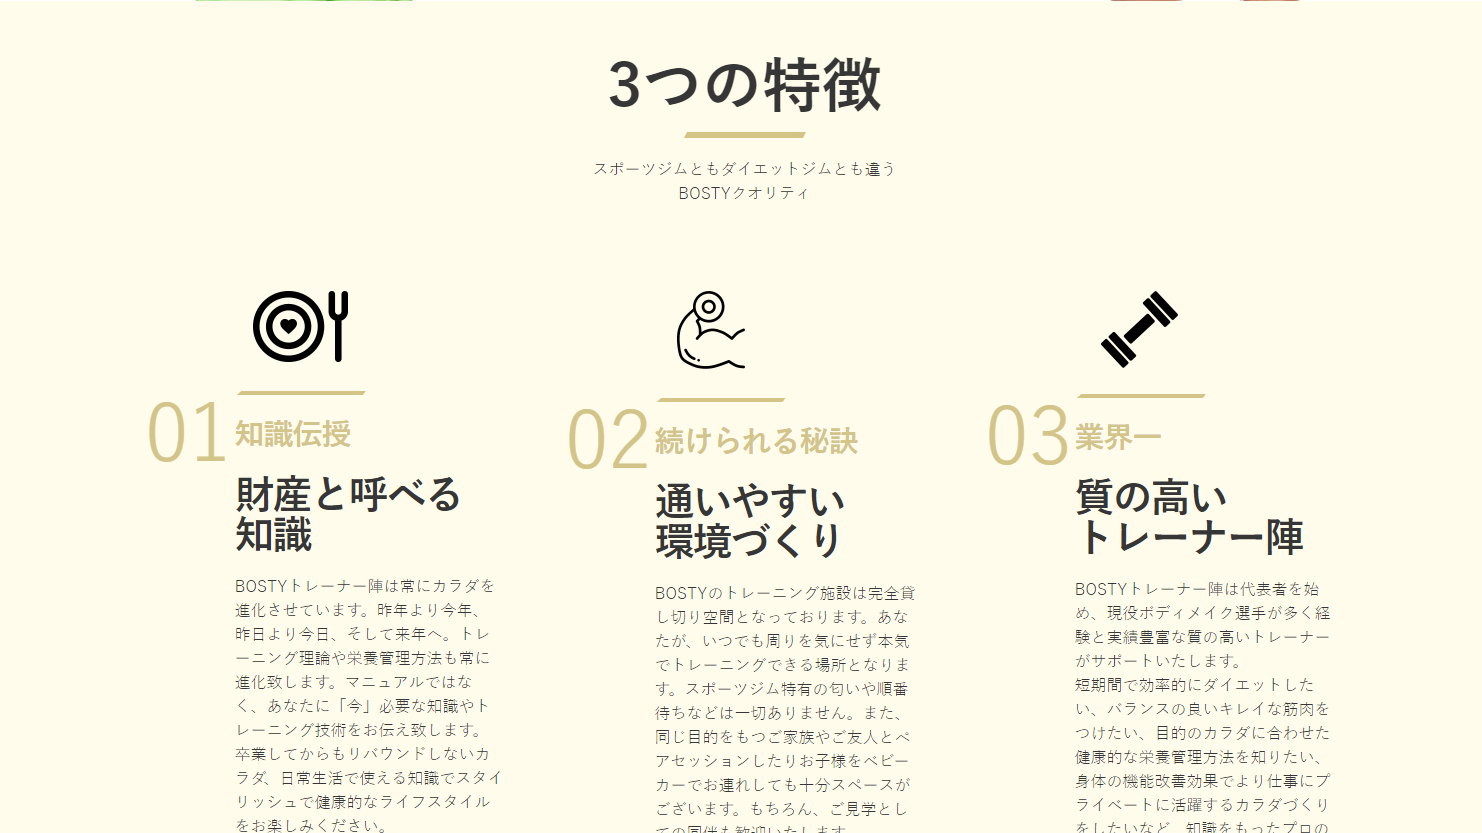 3つの特徴
スポーツジムともダイエットジムとも違う
BOSTYクオリティ
01
知識伝授
財産と呼べる
知識
BOSTYトレーナー陣は常にカラダを
進化させています。昨年より今年、
昨日より今日、そして来年へ。トレ
ーニング理論や栄養管理方法も常に
進化致します。マニュアルではな
く、あなたに「今」必要な知識やト
レーニング技術をお伝え致します。
卒業してからもリバウンドしないカ
ラダ、日常生活で使える知識でスタイ
リッシュで健康的なライフスタイル
をお楽しみください。
02
続けられる秘訣
通いやすい
環境づくり
BOSTYのトレーニング施設は完全貸
し切り空間となっております。あな
たが、いつでも周りを気にせず本気
でトレーニングできる場所となりま
す。スポーツジム特有の匂いや順番
待ちなどは一切ありません。また、
同じ目的をもつご家族やご友人とペ
アセッションしたりお子様をベビー
カーでお連れしても十分スペースが
ございます。もちろん、ご見学とし
ての同伴も歓迎いたします。
03
業界一
質の高い
トレーナー陣
BOSTYトレーナー陣は代表者を始
め、現役ボディメイク選手が多く経
験と実績豊富な質の高いトレーナー
がサポートいたします。
短期間で効率的にダイエットした
い、バランスの良いキレイな筋肉を
つけたい、目的のカラダに合わせた
健康的な栄養管理方法を知りたい、
身体の機能改善効果でより仕事にプ
ライベートに活躍するカラダづくり
をしたいなど、知識をもったプロの